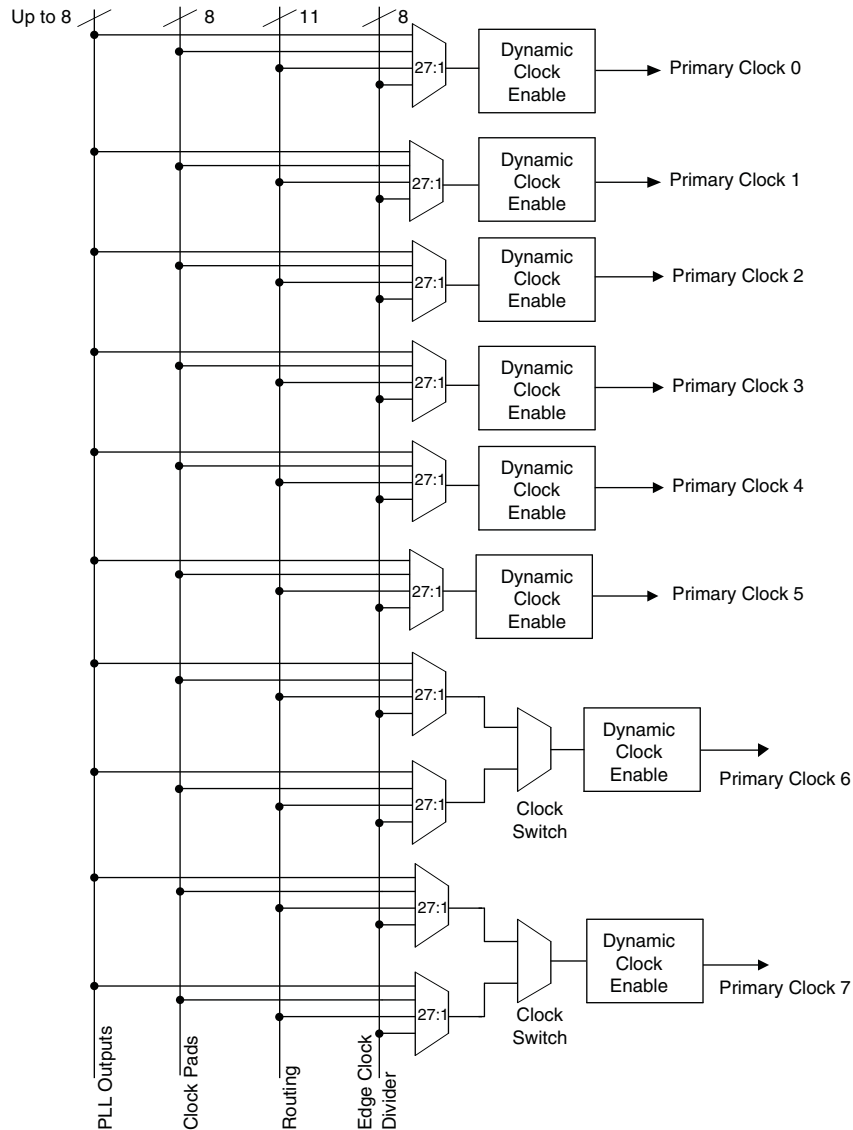 Up to 8
8
11
8
27:1
Dynamic
Clock
Enable
Primary Clock 0
27:1
Dynamic
Clock
Enable
Primary Clock 1
27:1
Dynamic
Clock
Enable
Primary Clock 2
27:1
Dynamic
Clock
Enable
Primary Clock 3
27:1
Dynamic
Clock
Enable
Primary Clock 4
27:1
Dynamic
Clock
Enable
Primary Clock 5
27:1
27:1
Clock
Switch
Dynamic
Clock
Enable
Primary Clock 6
27:1
27:1
Clock
Switch
Dynamic
Clock
Enable
Primary Clock 7
PLL Outputs
Clock Pads
Routing
Edge Clock
Divider